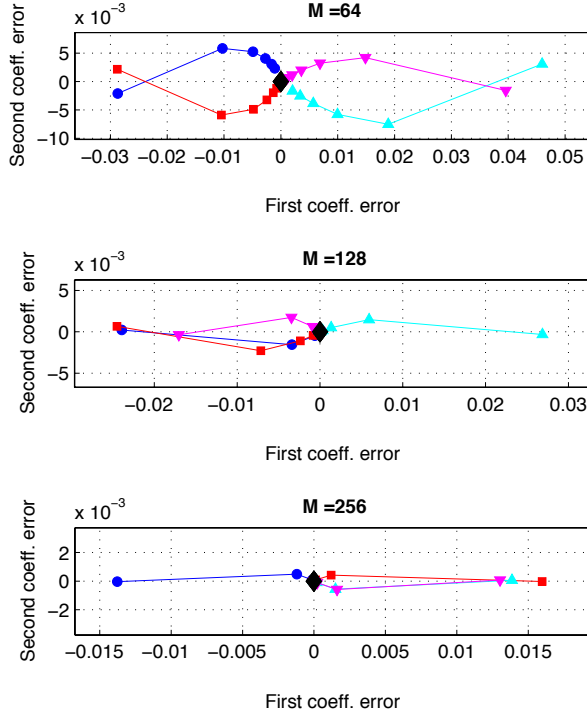 M =64
x 10⁻³
Second coeff. error
5
0
−5
−10
−0.03 −0.02 −0.01 0 0.01 0.02 0.03 0.04 0.05
First coeff. error
M =128
x 10⁻³
Second coeff. error
5
0
−5
−0.02 −0.01 0 0.01 0.02 0.03
First coeff. error
M =256
x 10⁻³
Second coeff. error
2
0
−2
−0.015 −0.01 −0.005 0 0.005 0.01 0.015
First coeff. error